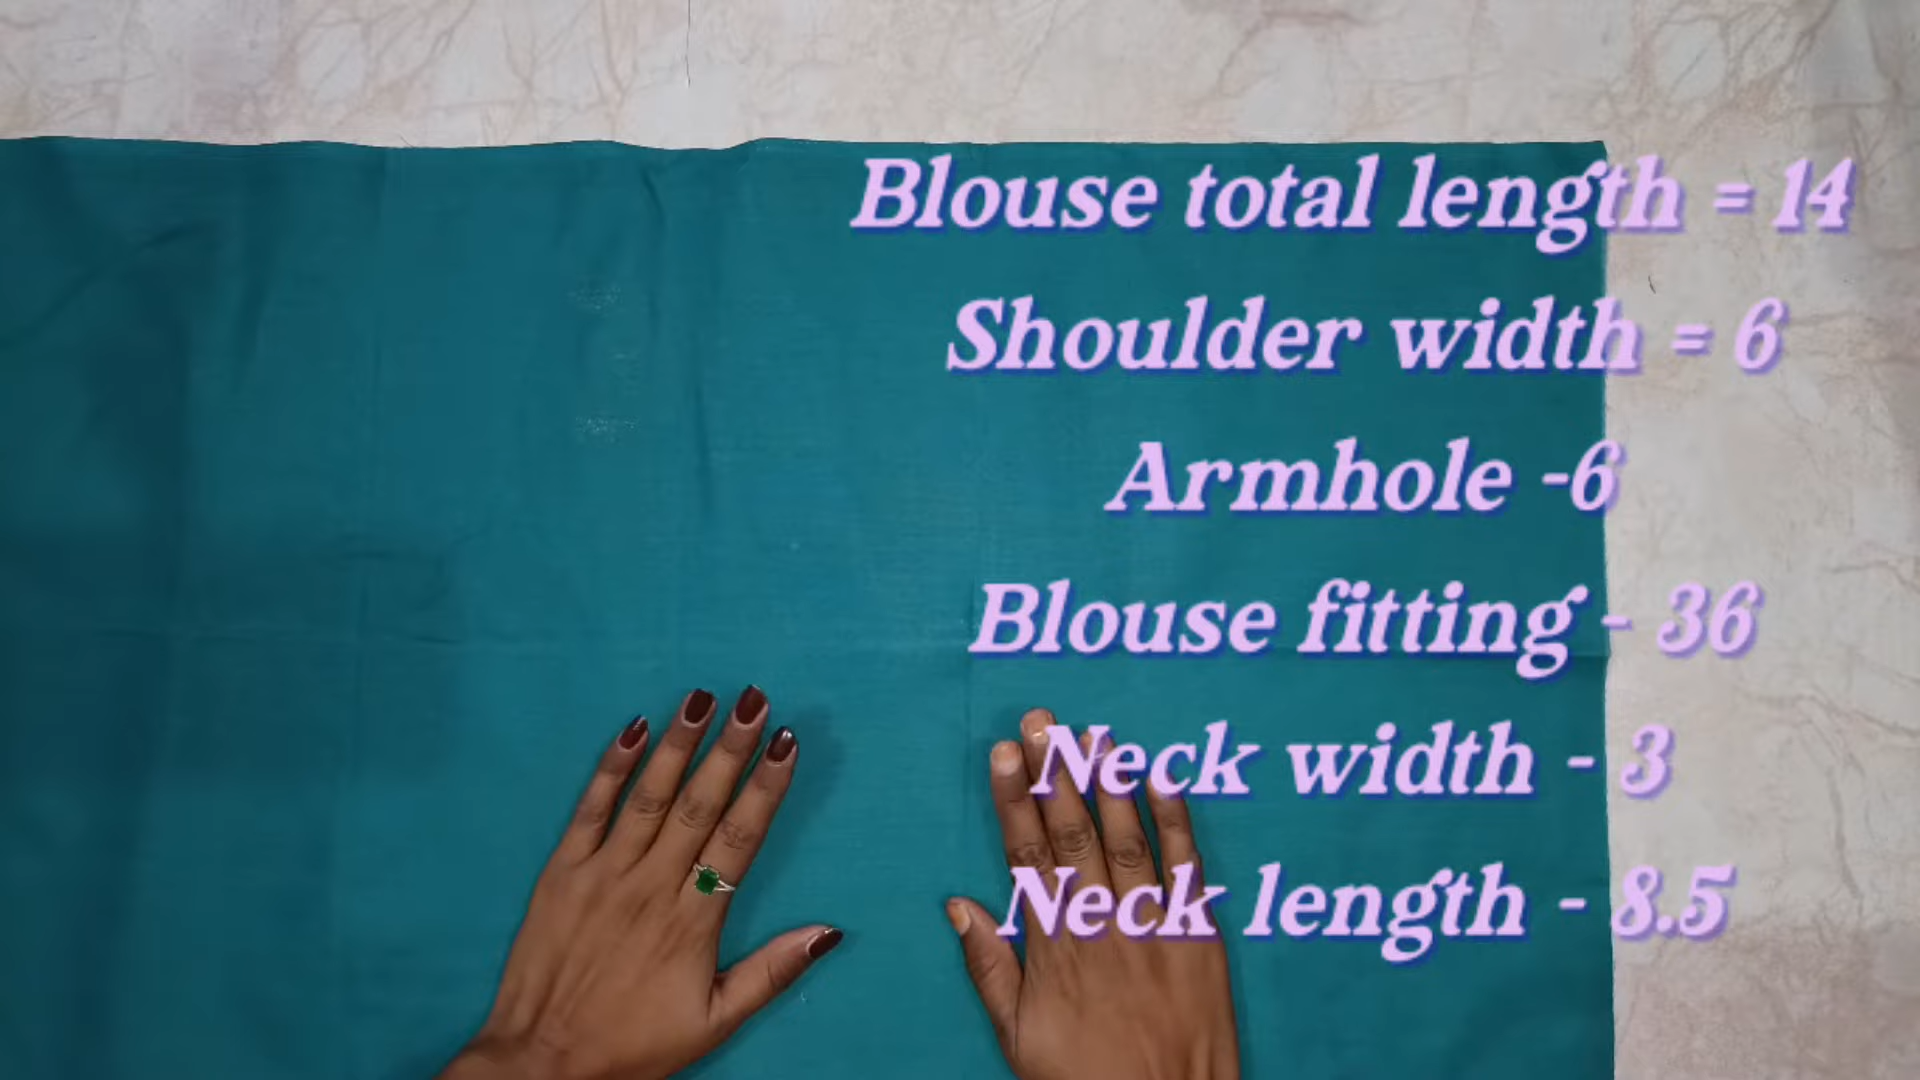 Blouse total length = 14
Shoulder width = 6
Armhole -6
Blouse fitting - 36
Neck width - 3
Neck length - 8.5